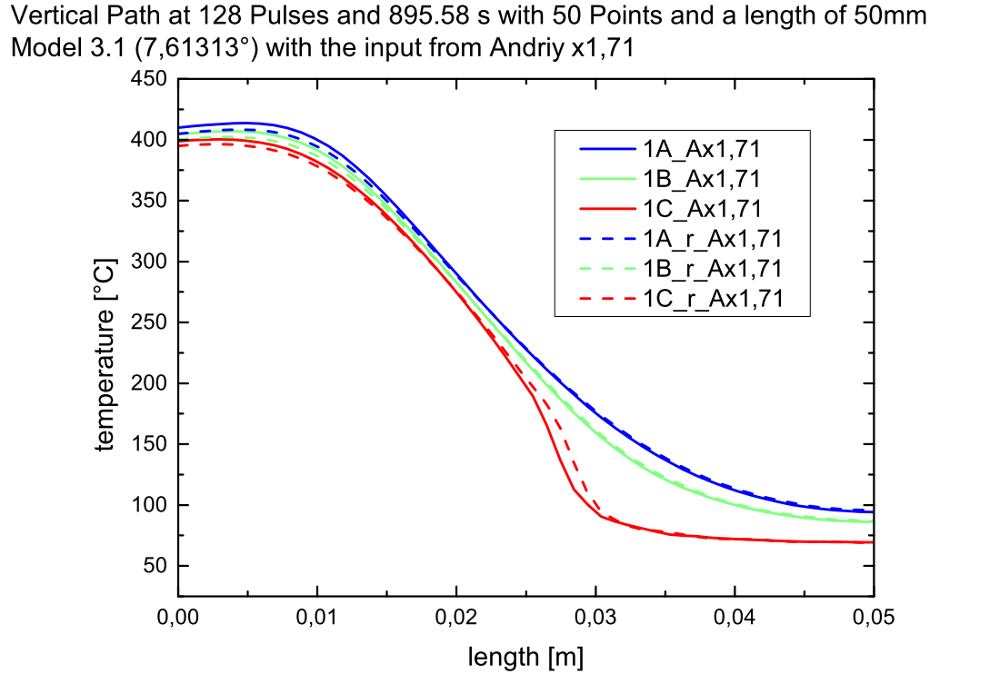 Vertical Path at 128 Pulses and 895.58 s with 50 Points and a length of 50mm
Model 3.1 (7,61313°) with the input from Andriy x1,71
450
400
350
300
250
200
150
100
50
temperature [°C]
1A_Ax1,71
1B_Ax1,71
1C_Ax1,71
1A_r_Ax1,71
1B_r_Ax1,71
1C_r_Ax1,71
0,00 0,01 0,02 0,03 0,04 0,05
length [m]